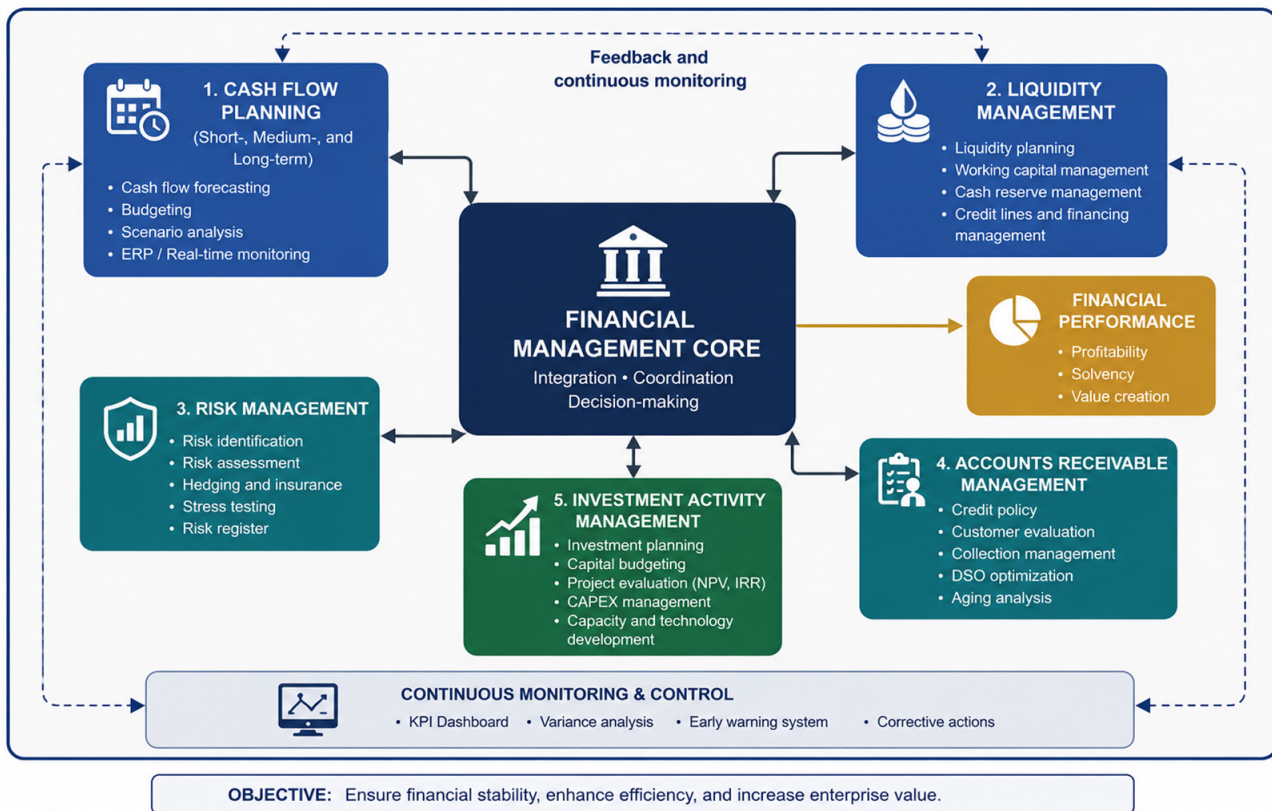 Feedback and
continuous monitoring
1. CASH FLOW
PLANNING
(Short-, Medium-, and
Long-term)
• Cash flow forecasting
• Budgeting
• Scenario analysis
• ERP / Real-time monitoring
2. LIQUIDITY
MANAGEMENT
• Liquidity planning
• Working capital management
• Cash reserve management
• Credit lines and financing
management
FINANCIAL
MANAGEMENT CORE
Integration • Coordination
Decision-making
FINANCIAL
PERFORMANCE
• Profitability
• Solvency
• Value creation
3. RISK MANAGEMENT
• Risk identification
• Risk assessment
• Hedging and insurance
• Stress testing
• Risk register
5. INVESTMENT ACTIVITY
MANAGEMENT
• Investment planning
• Capital budgeting
• Project evaluation (NPV, IRR)
• CAPEX management
• Capacity and technology
development
4. ACCOUNTS RECEIVABLE
MANAGEMENT
• Credit policy
• Customer evaluation
• Collection management
• DSO optimization
• Aging analysis
CONTINUOUS MONITORING & CONTROL
• KPI Dashboard • Variance analysis • Early warning system • Corrective actions
OBJECTIVE: Ensure financial stability, enhance efficiency, and increase enterprise value.